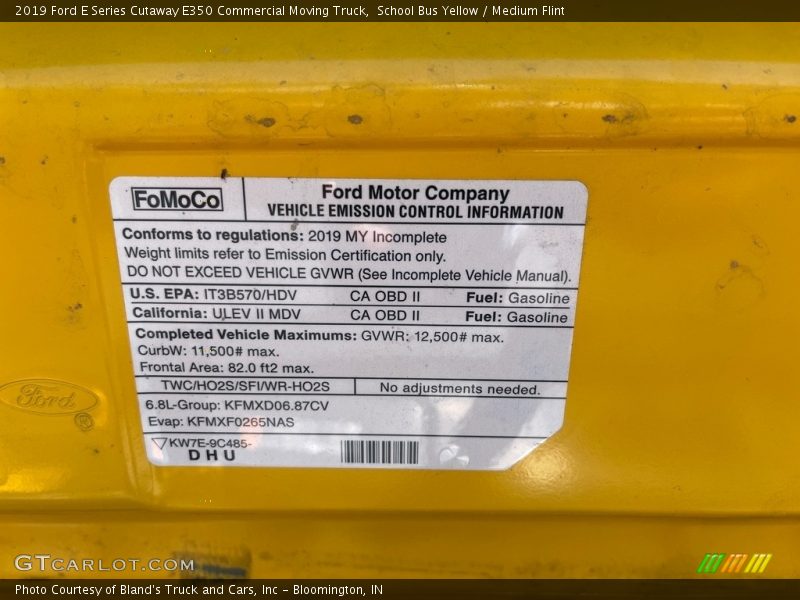 2019 Ford E Series Cutaway E350 Commercial Moving Truck,  School Bus Yellow / Medium Flint
FoMoCo
Ford Motor Company
VEHICLE EMISSION CONTROL INFORMATION
Conforms to regulations: 2019 MY Incomplete
Weight limits refer to Emission Certification only.
DO NOT EXCEED VEHICLE GVWR (See Incomplete Vehicle Manual).
U.S. EPA: IT3B570/HDV CA OBD II Fuel: Gasoline
California: ULEV II MDV CA OBD II Fuel: Gasoline
Completed Vehicle Maximums: GVWR: 12,500# max.
CurbW: 11,500# max.
Frontal Area: 82.0 ft2 max.
TWC/HO2S/SFI/WR-HO2S No adjustments needed.
6.8L-Group: KFMXD06.87CV
Evap: KFMXF0265NAS
KW7E-9C485-
DHU
Ford
®
GTCARLOT.COM
Photo Courtesy of Bland's Truck and Cars, Inc - Bloomington, IN